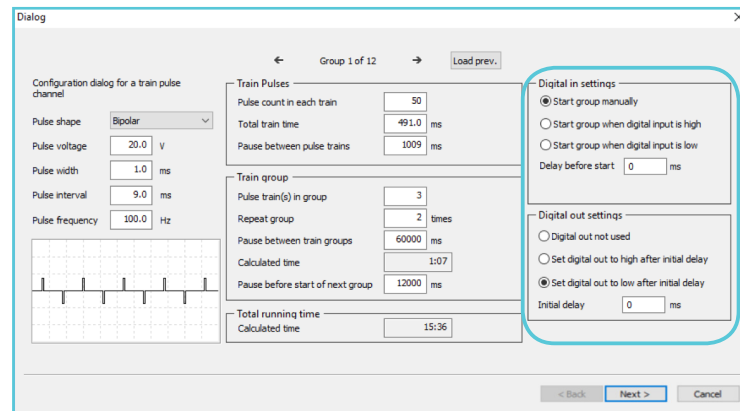 Dialog
← Group 1 of 12 → Load prev.
Configuration dialog for a train pulse
channel
Pulse shape Bipolar
Pulse voltage 20.0 V
Pulse width 1.0 ms
Pulse interval 9.0 ms
Pulse frequency 100.0 Hz
Train Pulses
Pulse count in each train 50
Total train time 491.0 ms
Pause between pulse trains 1009 ms
Train group
Pulse train(s) in group 3
Repeat group 2 times
Pause between train groups 60000 ms
Calculated time 1:07
Pause before start of next group 12000 ms
Total running time
Calculated time 15:36
Digital in settings
Start group manually
Start group when digital input is high
Start group when digital input is low
Delay before start 0 ms
Digital out settings
Digital out not used
Set digital out to high after initial delay
Set digital out to low after initial delay
Initial delay 0 ms
< Back Next > Cancel